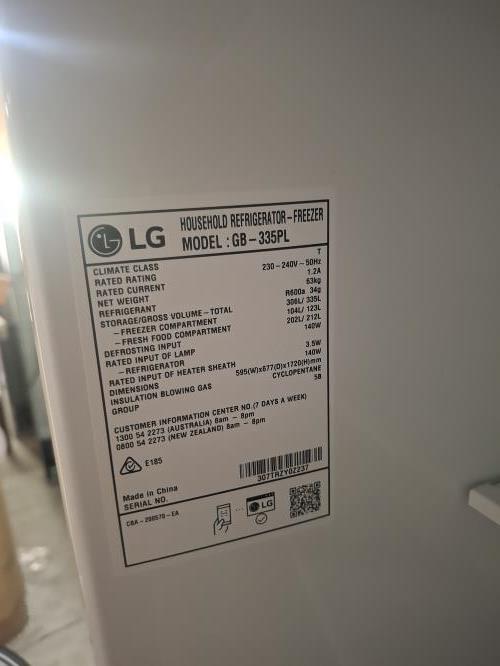 LG
HOUSEHOLD REFRIGERATOR-FREEZER
MODEL : GB-335PL
CLIMATE CLASS T
RATED RATING 230-240V~50Hz
RATED CURRENT 1.2A
NET WEIGHT 63kg
REFRIGERANT R600a 34g
STORAGE/GROSS VOLUME-TOTAL 306L/ 335L
-FREEZER COMPARTMENT 104L/ 123L
-FRESH FOOD COMPARTMENT 202L/ 212L
DEFROSTING INPUT 140W
RATED INPUT OF LAMP
-REFRIGERATOR 3.5W
RATED INPUT OF HEATER SHEATH 140W
DIMENSIONS 595(W)x677(D)x1720(H)mm
INSULATION BLOWING GAS CYCLOPENTANE
GROUP 5B
CUSTOMER INFORMATION CENTER NO.(7 DAYS A WEEK)
1300 54 2273 (AUSTRALIA) 8am - 8pm
0800 54 2273 (NEW ZEALAND) 8am - 8pm
E185
Made in China
SERIAL NO.
307TRZY0Z237
CBA-200570-EA
LG